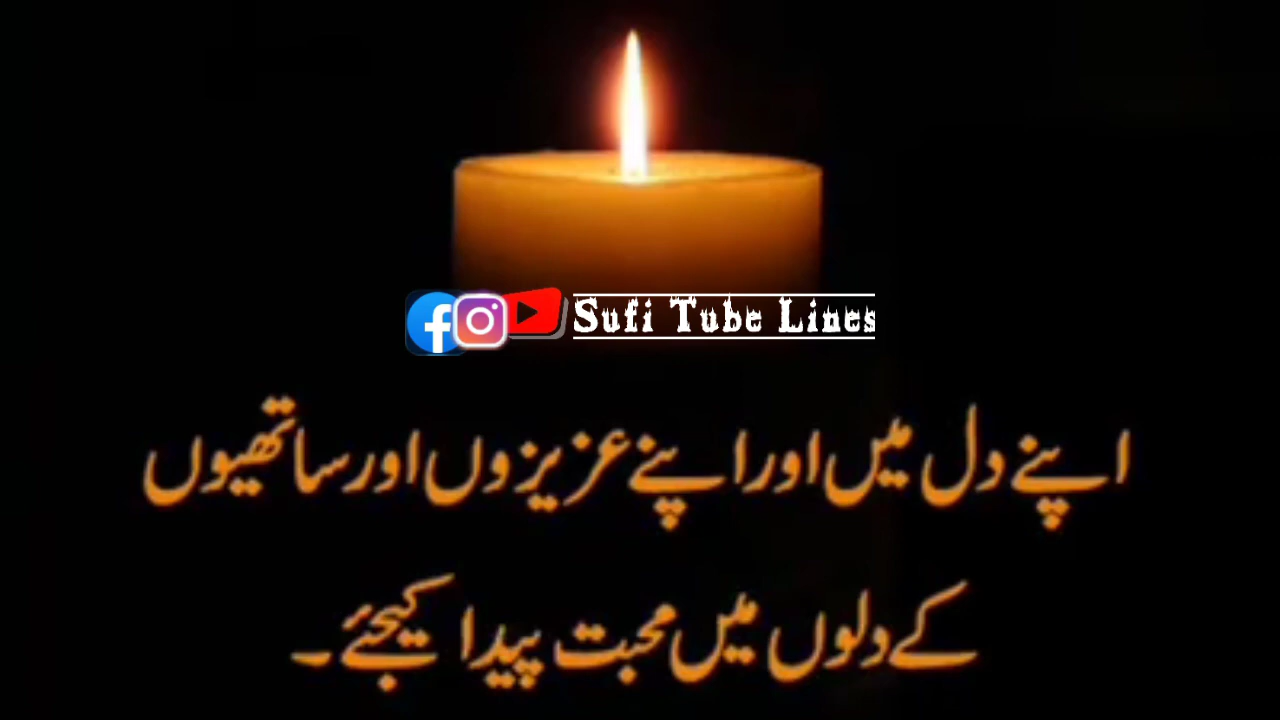 Sufi Tube Lines
اپنے دل میں اور اپنے عزیزوں اور ساتھیوں
کے دلوں میں محبت پیدا کیجئے۔